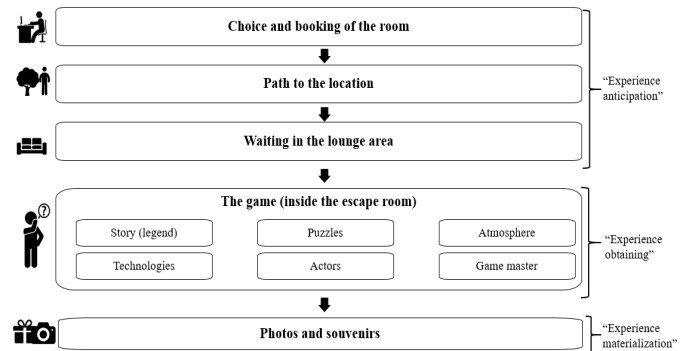 Choice and booking of the room
Path to the location
“Experience
anticipation”
Waiting in the lounge area
The game (inside the escape room)
Story (legend)
Puzzles
Atmosphere
Technologies
Actors
Game master
“Experience
obtaining”
?
Photos and souvenirs
“Experience
materialization”